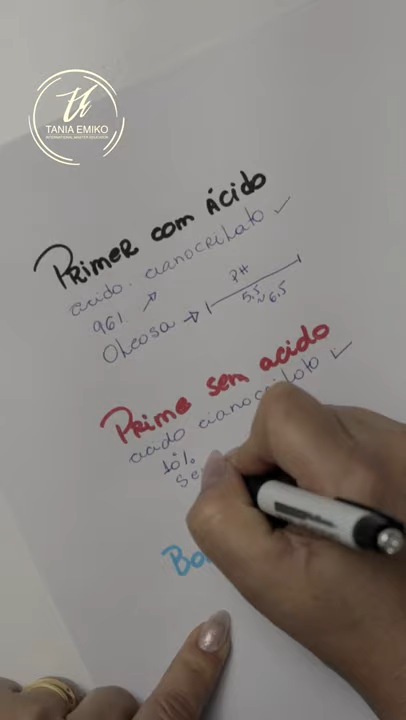 TANIA EMIKO
PRIMER COM ÁCIDO
acido. cianocrilato ✓
96%
PH
Oleosa → 5,5 ~ 6,5
PRIME sem acido
acido cianocrilato ✓
10%
Se
Bo